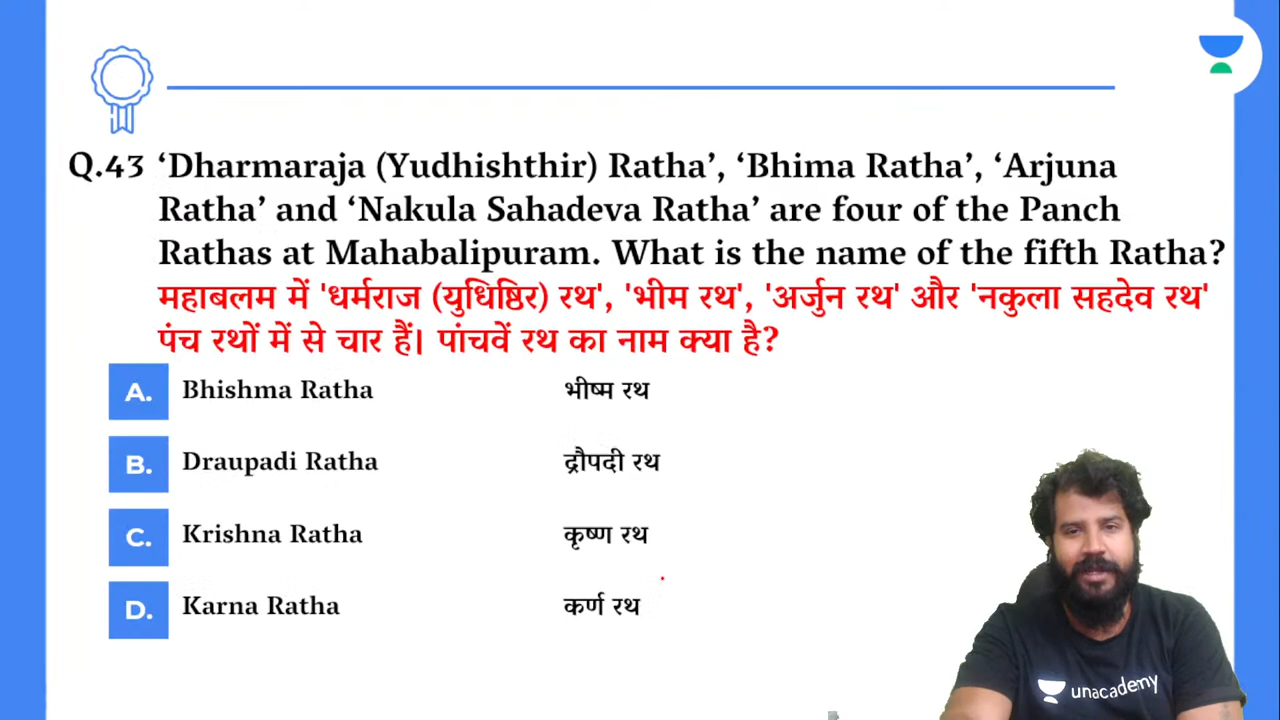 Q.43 ‘Dharmaraja (Yudhishthir) Ratha’, ‘Bhima Ratha’, ‘Arjuna
Ratha’ and ‘Nakula Sahadeva Ratha’ are four of the Panch
Rathas at Mahabalipuram. What is the name of the fifth Ratha?
महाबलम में 'धर्मराज (युधिष्ठिर) रथ', 'भीम रथ', 'अर्जुन रथ' और 'नकुला सहदेव रथ'
पंच रथों में से चार हैं। पांचवें रथ का नाम क्या है?
A. Bhishma Ratha भीष्म रथ
B. Draupadi Ratha द्रौपदी रथ
C. Krishna Ratha कृष्ण रथ
D. Karna Ratha कर्ण रथ
unacademy